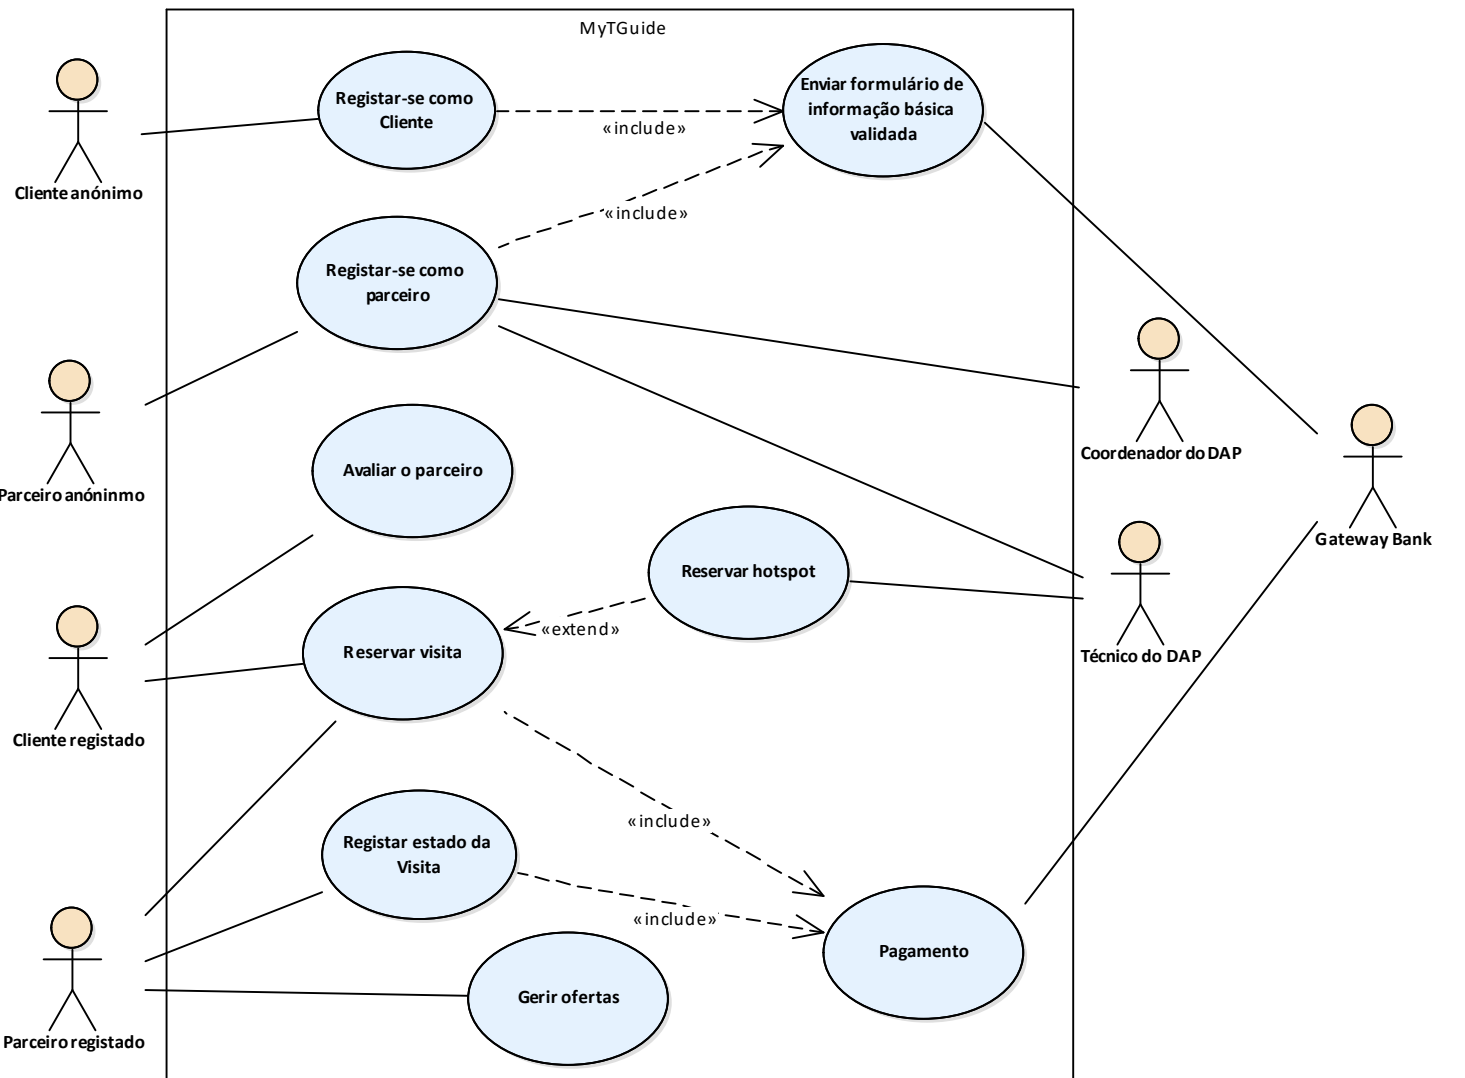 MyTGuide
Registar-se como
Cliente
«include»
Enviar formulário de
informação básica
validada
Cliente anónimo
«include»
Registar-se como
parceiro
Parceiro anóninmo
Coordenador do DAP
Avaliar o parceiro
Gateway Bank
Reservar hotspot
«extend»
Reservar visita
Técnico do DAP
Cliente registado
«include»
Registar estado da
Visita
«include»
Pagamento
Gerir ofertas
Parceiro registado